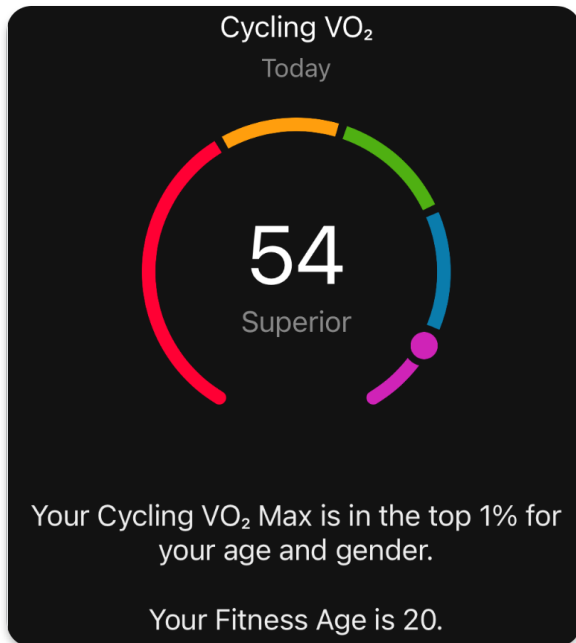 Cycling VO₂
Today
54
Superior
Your Cycling VO₂ Max is in the top 1% for
your age and gender.
Your Fitness Age is 20.